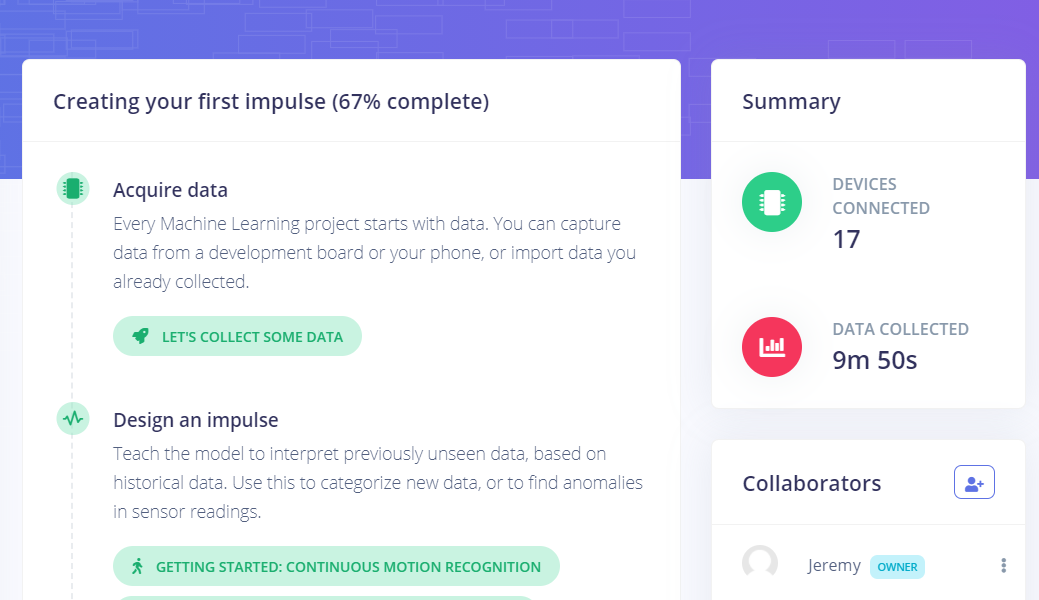 Creating your first impulse (67% complete)
Acquire data
Every Machine Learning project starts with data. You can capture
data from a development board or your phone, or import data you
already collected.
LET'S COLLECT SOME DATA
Design an impulse
Teach the model to interpret previously unseen data, based on
historical data. Use this to categorize new data, or to find anomalies
in sensor readings.
GETTING STARTED: CONTINUOUS MOTION RECOGNITION
Summary
DEVICES
CONNECTED
17
DATA COLLECTED
9m 50s
Collaborators
Jeremy OWNER